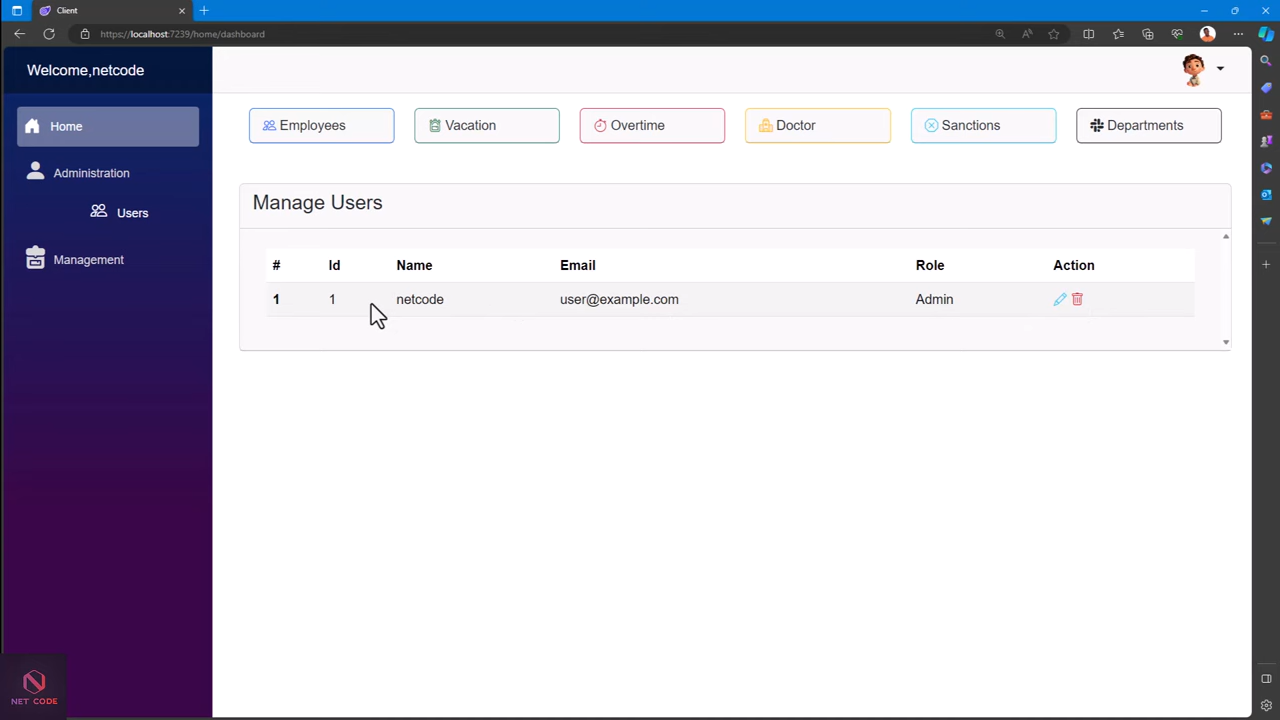 Client
https://localhost:7239/home/dashboard
Welcome,netcode
Home
Administration
Users
Management
Employees
Vacation
Overtime
Doctor
Sanctions
Departments
Manage Users
# Id Name Email Role Action
1 1 netcode user@example.com Admin
NET CODE